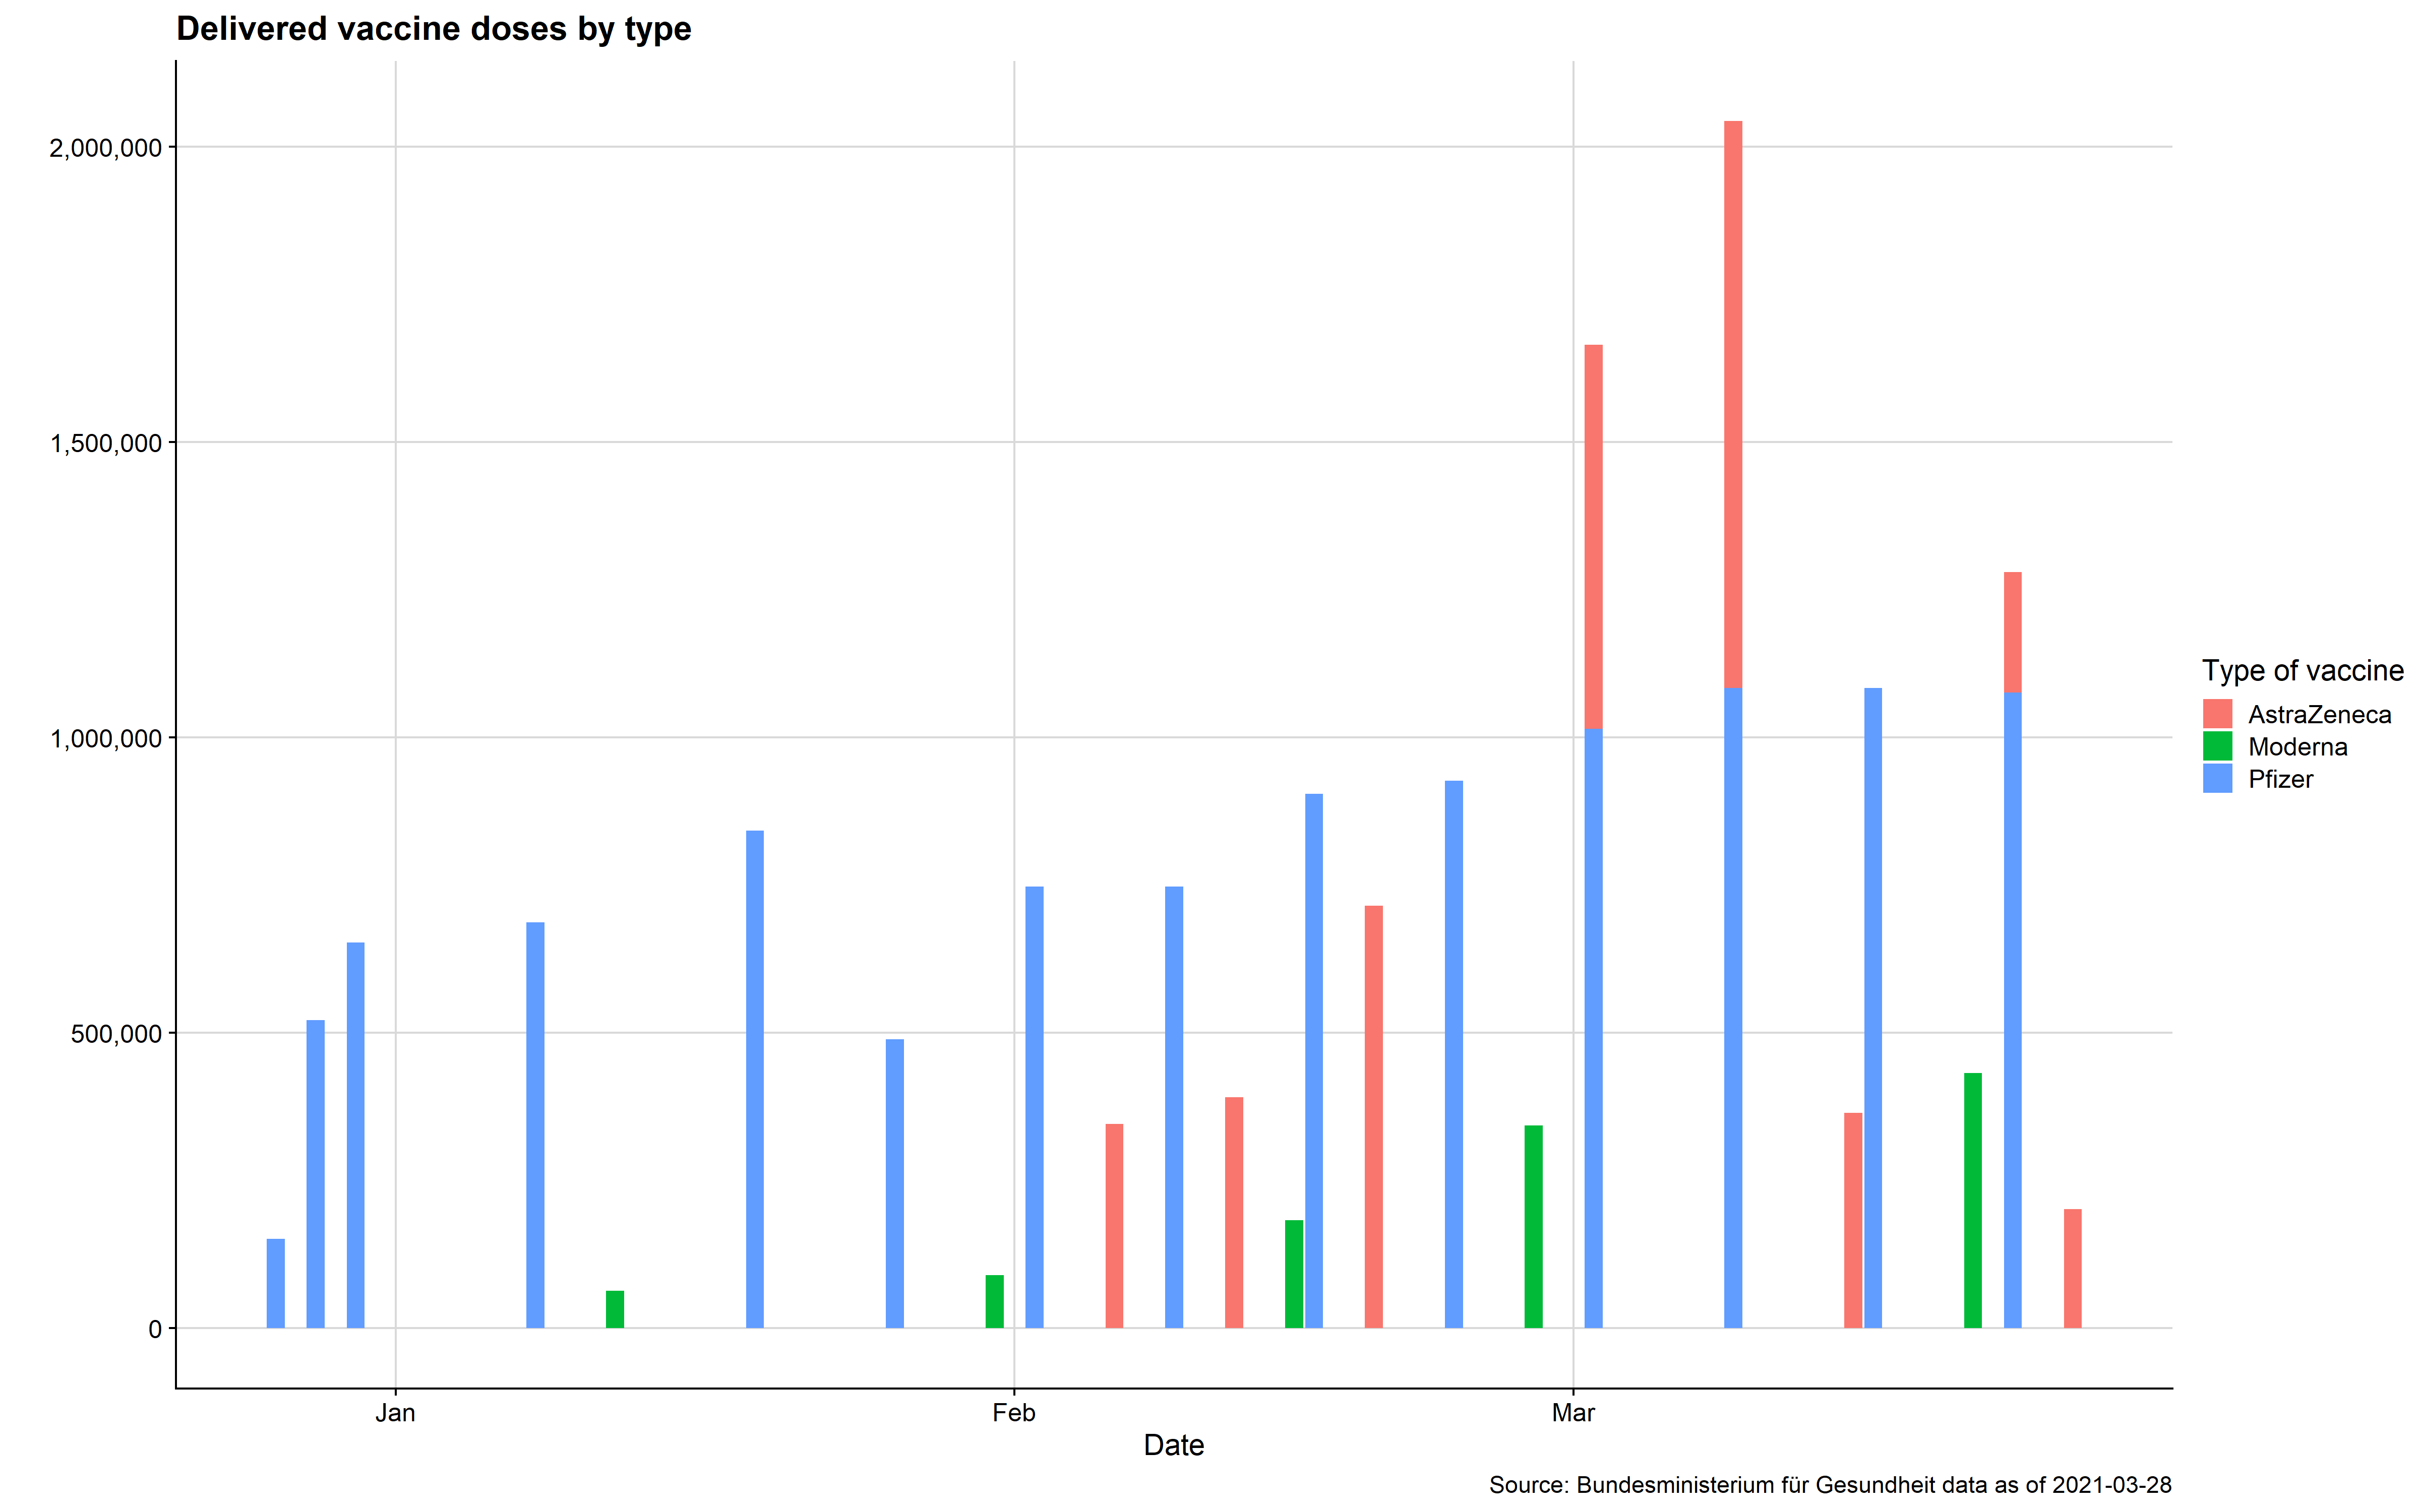 Delivered vaccine doses by type
2,000,000
1,500,000
1,000,000
500,000
0
Jan
Feb
Mar
Date
Type of vaccine
AstraZeneca
Moderna
Pfizer
Source: Bundesministerium für Gesundheit data as of 2021-03-28